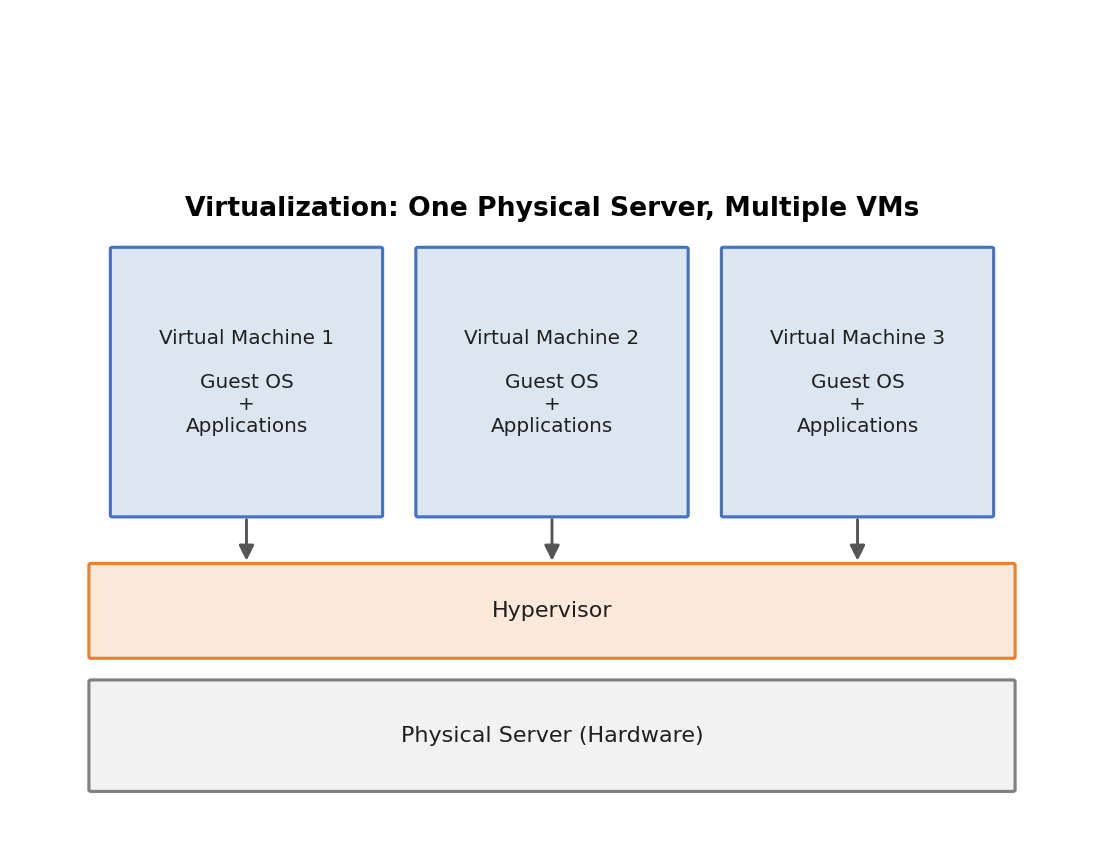 Virtualization: One Physical Server, Multiple VMs
Virtual Machine 1
Guest OS
+
Applications
Virtual Machine 2
Guest OS
+
Applications
Virtual Machine 3
Guest OS
+
Applications
Hypervisor
Physical Server (Hardware)